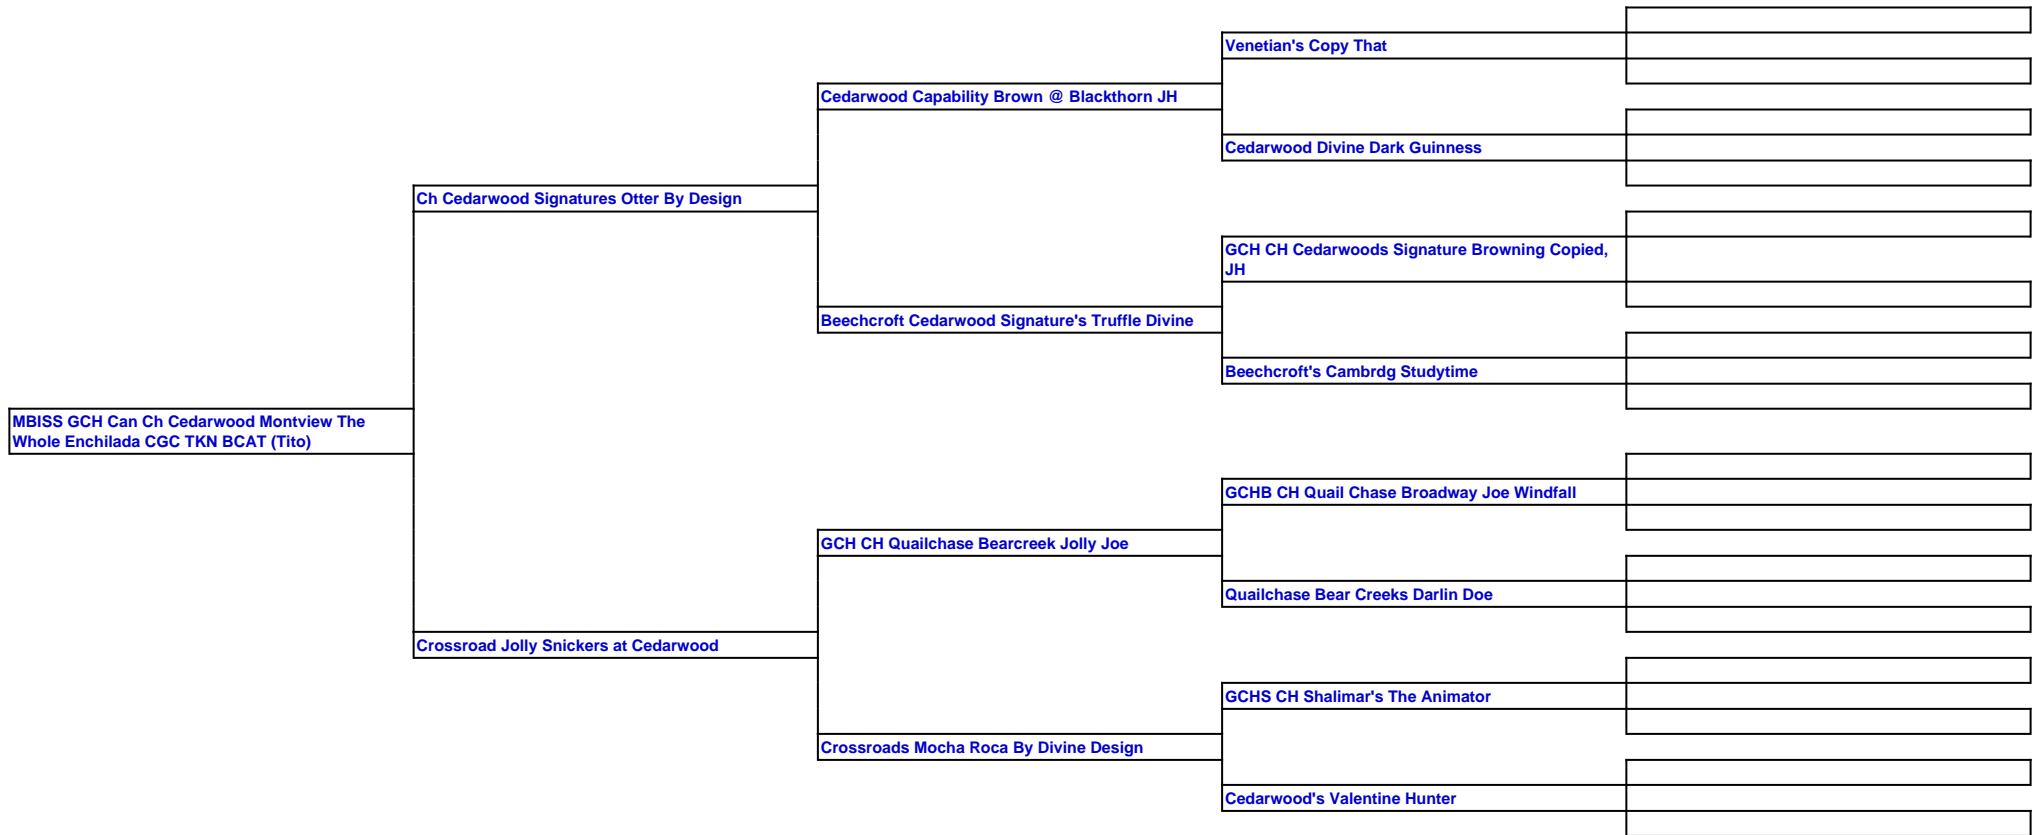 Venetian's Copy That
Cedarwood Capability Brown @ Blackthorn JH
Cedarwood Divine Dark Guinness
Ch Cedarwood Signatures Otter By Design
GCH CH Cedarwoods Signature Browning Copied,
JH
Beechcroft Cedarwood Signature's Truffle Divine
Beechcroft's Cambrdg Studytime
MBISS GCH Can Ch Cedarwood Montview The
Whole Enchilada CGC TKN BCAT (Tito)
GCHB CH Quail Chase Broadway Joe Windfall
GCH CH Quailchase Bearcreek Jolly Joe
Quailchase Bear Creeks Darlin Doe
Crossroad Jolly Snickers at Cedarwood
GCHS CH Shalimar's The Animator
Crossroads Mocha Roca By Divine Design
Cedarwood's Valentine Hunter